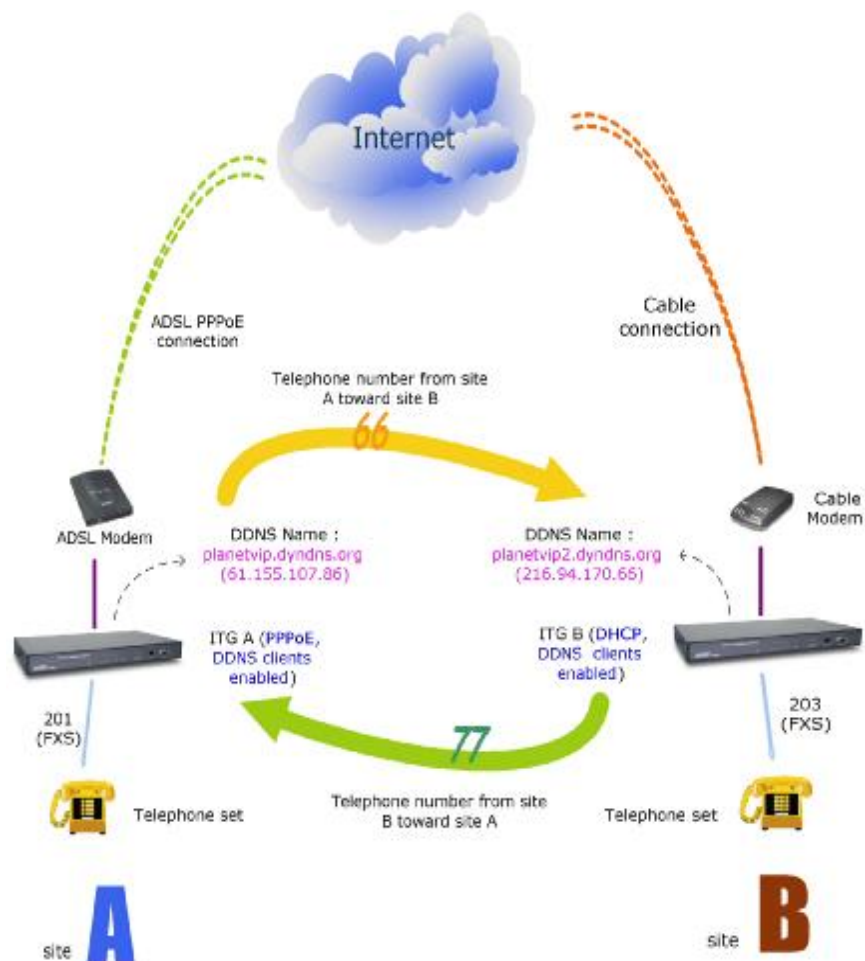 Internet
ADSL PPPoE
connection
Cable
connection
Telephone number from site
A toward site B
66
ADSL Modem
Cable
Modem
DDNS Name :
planetvip.dyndns.org
(61.155.107.86)
DDNS Name :
planetvip2.dyndns.org
(216.94.170.66)
ITG A (PPPoE,
DDNS clients
enabled)
ITG B (DHCP,
DDNS clients
enabled)
201
(FXS)
203
(FXS)
77
Telephone set
Telephone number from site
B toward site A
Telephone set
site A
site B